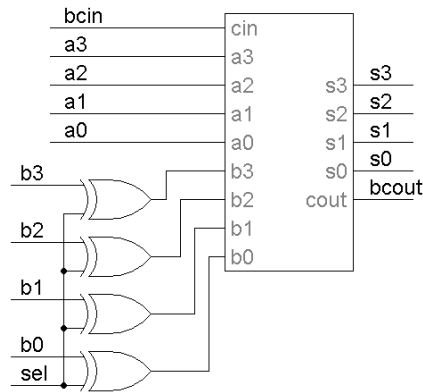 bcin
a3
a2
a1
a0
b3
b2
b1
b0
sel
cin
a3
a2
a1
a0
b3
b2
b1
b0
s3
s2
s1
s0
cout
s3
s2
s1
s0
bcout